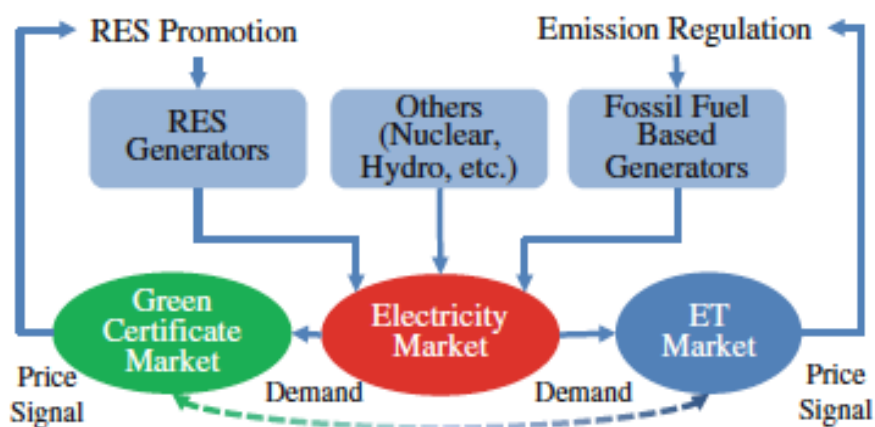 RES Promotion
Emission Regulation
RES
Generators
Others
(Nuclear,
Hydro, etc.)
Fossil Fuel
Based
Generators
Green
Certificate
Market
Electricity
Market
ET
Market
Price
Signal
Demand
Demand
Price
Signal